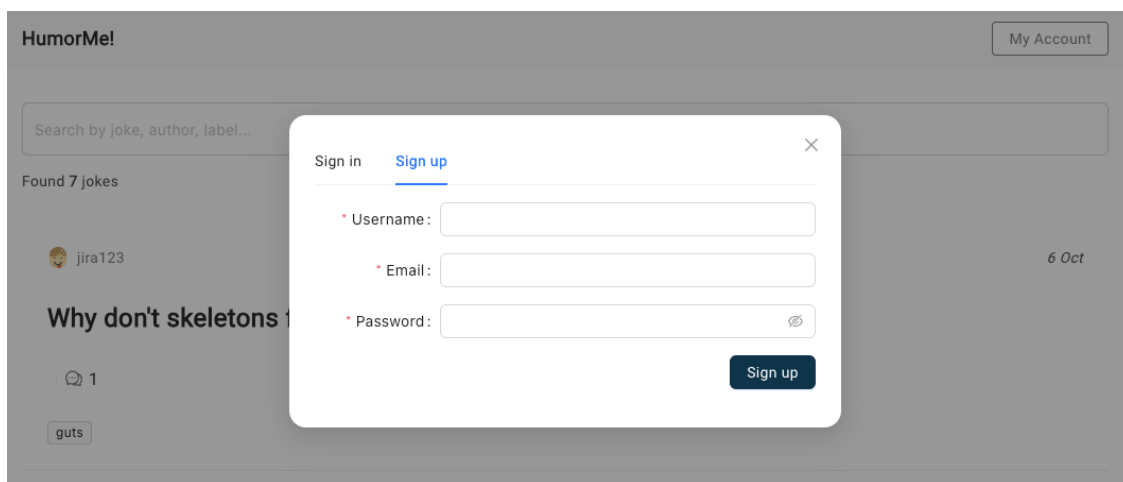 HumorMe!
My Account
Search by joke, author, label...
Found 7 jokes
Sign in
Sign up
* Username:
* Email:
* Password:
Sign up
jira123
6 Oct
Why don't skeletons
1
guts